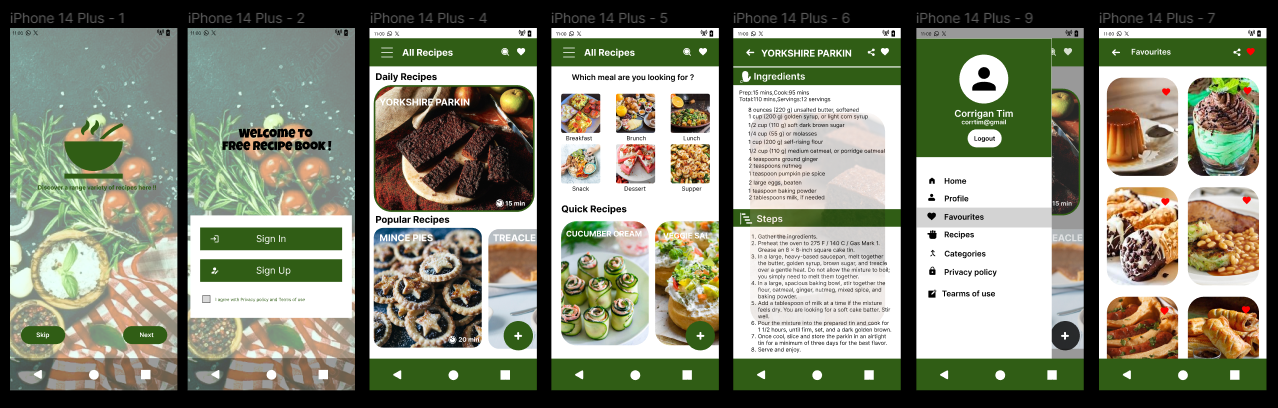 iPhone 14 Plus - 1
11:00
Discover a range variety of recipes here !!
Skip
Next
iPhone 14 Plus - 2
11:00
WELCOME TO
FREE RECIPE BOOK !
Sign In
Sign Up
I agree with Privacy policy and Terms of use
iPhone 14 Plus - 4
11:00
All Recipes
Daily Recipes
YORKSHIRE PARKIN
15 min
Popular Recipes
MINCE PIES
TREACLE
20 min
+
iPhone 14 Plus - 5
11:00
All Recipes
Which meal are you looking for ?
Breakfast
Brunch
Lunch
Snack
Dessert
Supper
Quick Recipes
CUCUMBER CREAM
VEGGIE SAL
+
iPhone 14 Plus - 6
11:00
YORKSHIRE PARKIN
Ingredients
Prep:15 mins,Cook:95 mins
Total:110 mins,Servings:12 servings
8 ounces (220 g) unsalted butter, softened
1 cup (200 g) golden syrup, or light corn syrup
1/2 cup (110 g) soft dark brown sugar
1/4 cup (55 g) or molasses
1 cup (200 g) self-rising flour
1/2 cup (110 g) medium oatmeal, or porridge oatmeal
4 teaspoons ground ginger
2 teaspoons nutmeg
1 teaspoon pumpkin pie spice
2 large eggs, beaten
1 teaspoon baking powder
2 tablespoons milk, if needed
Steps
1. Gather the ingredients.
2. Preheat the oven to 275 F / 140 C / Gas Mark 1.
Grease an 8 x 8-inch square cake tin.
3. In a large, heavy-based saucepan, melt together
the butter, golden syrup, brown sugar, and treacle
over a gentle heat. Do not allow the mixture to boil;
you simply need to melt them together.
4. In a large, spacious baking bowl, stir together the
flour, oatmeal, ginger, nutmeg, mixed spice, and
baking powder.
5. Add a tablespoon of milk at a time if the mixture
feels dry. You are looking for a soft cake batter. Stir
well.
6. Pour the mixture into the prepared tin and cook for
1 1/2 hours, until firm, set, and a dark golden brown.
7. Once cool, slice and store the parkin in an airtight
tin for a minimum of three days for the best flavor.
8. Serve and enjoy.
iPhone 14 Plus - 9
11:00
Corrigan Tim
corrtim@gmail
Logout
Home
Profile
Favourites
Recipes
Categories
Privacy policy
Tearms of use
15 min
+
iPhone 14 Plus - 7
11:00
Favourites